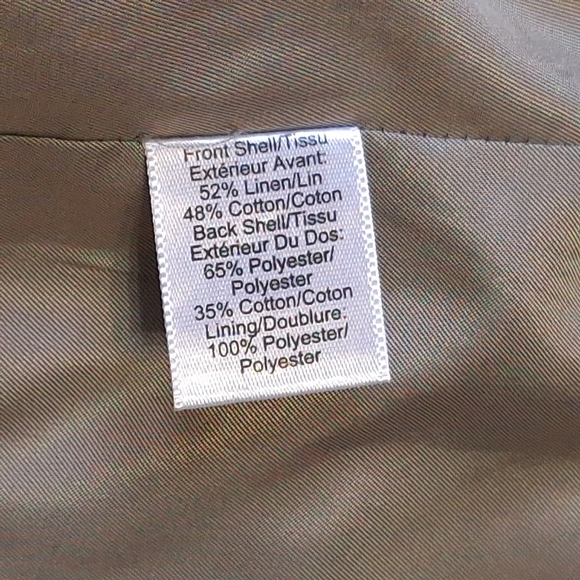 Front Shell/Tissu
Extérieur Avant:
52% Linen/Lin
48% Cotton/Coton
Back Shell/Tissu
Extérieur Du Dos:
65% Polyester/
Polyester
35% Cotton/Coton
Lining/Doublure:
100% Polyester/
Polyester